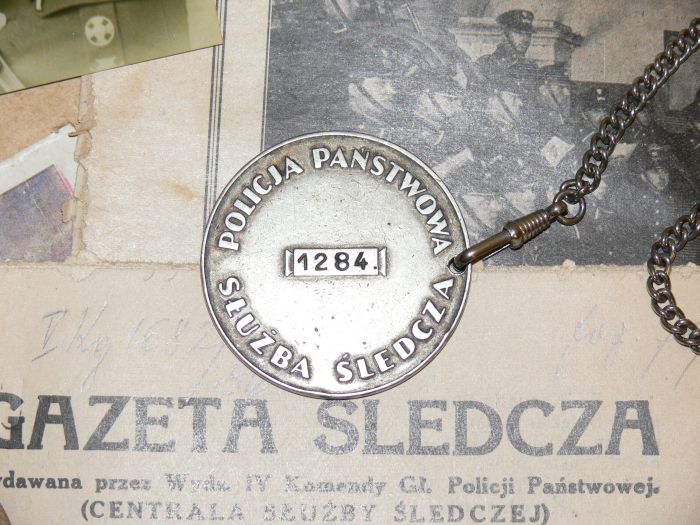 POLICJA PAŃSTWOWA
1284.
SŁUŻBA ŚLEDCZA
GAZETA ŚLEDCZA
wydawana przez Wydz. IV Komendy Gł. Policji Państwowej.
(CENTRALA SŁUŻBY ŚLEDCZEJ)